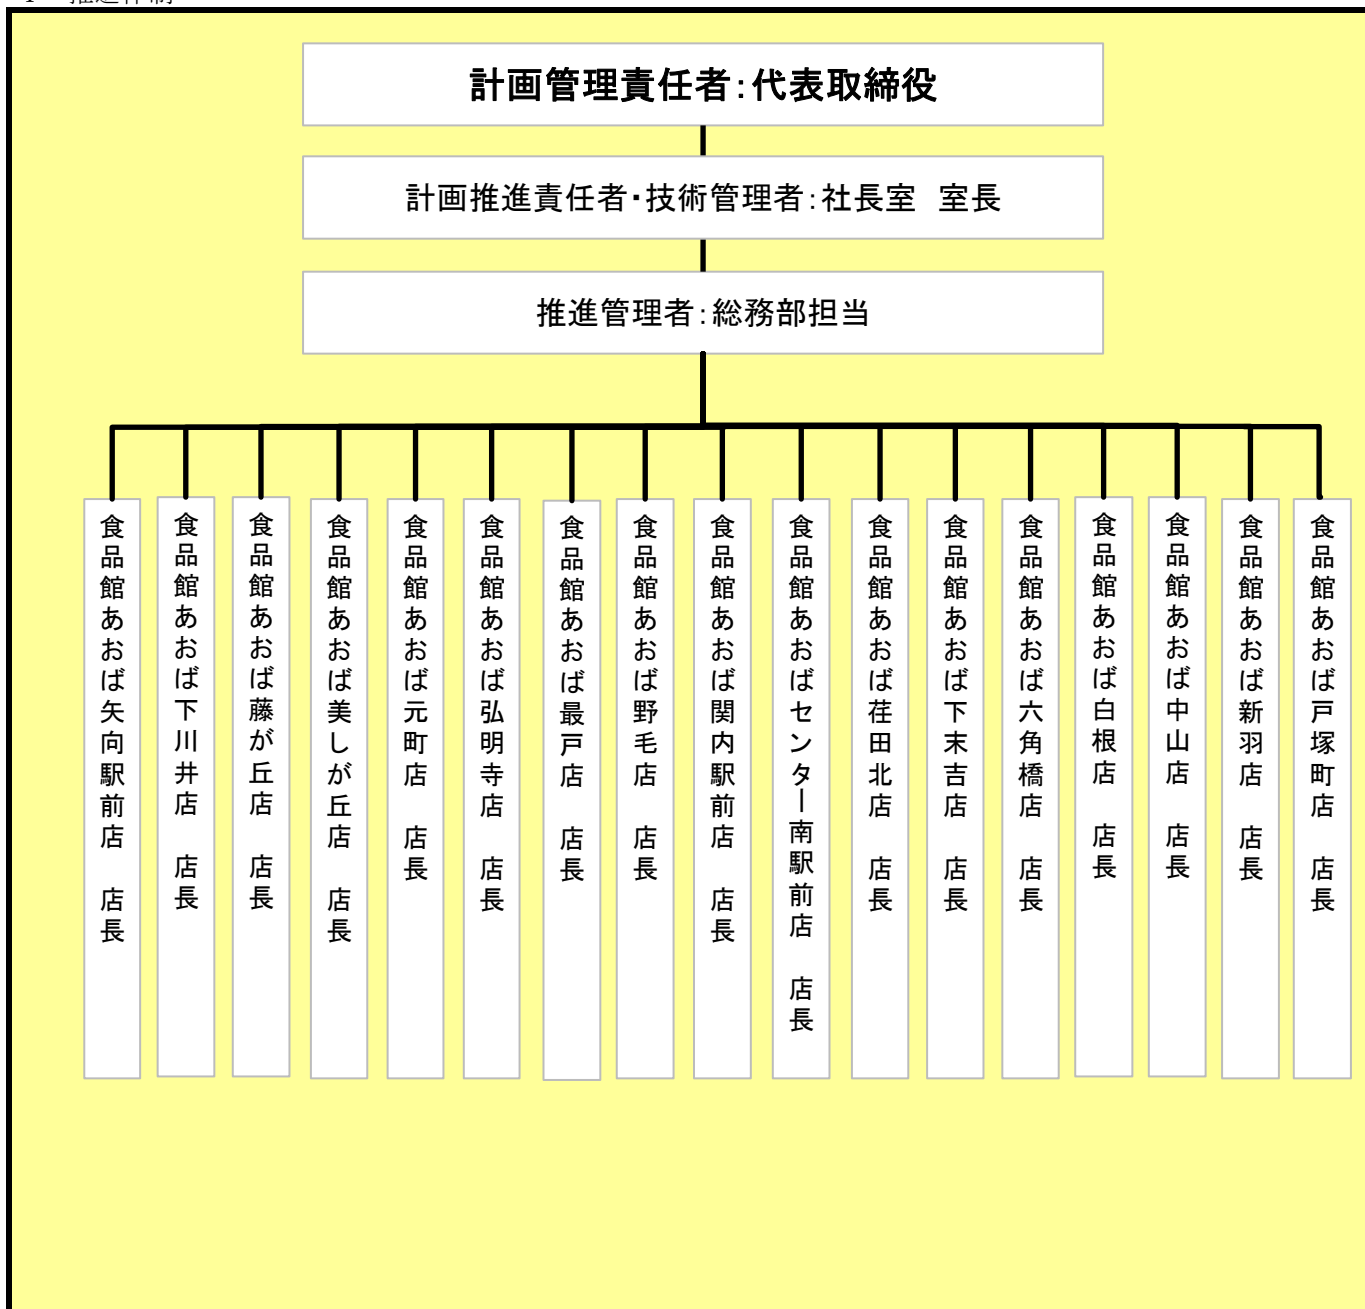 計画管理責任者:代表取締役
計画推進責任者・技術管理者:社長室　室長
推進管理者:総務部担当
食品館あおば矢向駅前店　店長
食品館あおば下川井店　店長
食品館あおば藤が丘店　店長
食品館あおば美しが丘店　店長
食品館あおば元町店　店長
食品館あおば弘明寺店　店長
食品館あおば最戸店　店長
食品館あおば野毛店　店長
食品館あおば関内駅前店　店長
食品館あおばセンター南駅前店　店長
食品館あおば荏田北店　店長
食品館あおば下末吉店　店長
食品館あおば六角橋店　店長
食品館あおば白根店　店長
食品館あおば中山店　店長
食品館あおば新羽店　店長
食品館あおば戸塚町店　店長